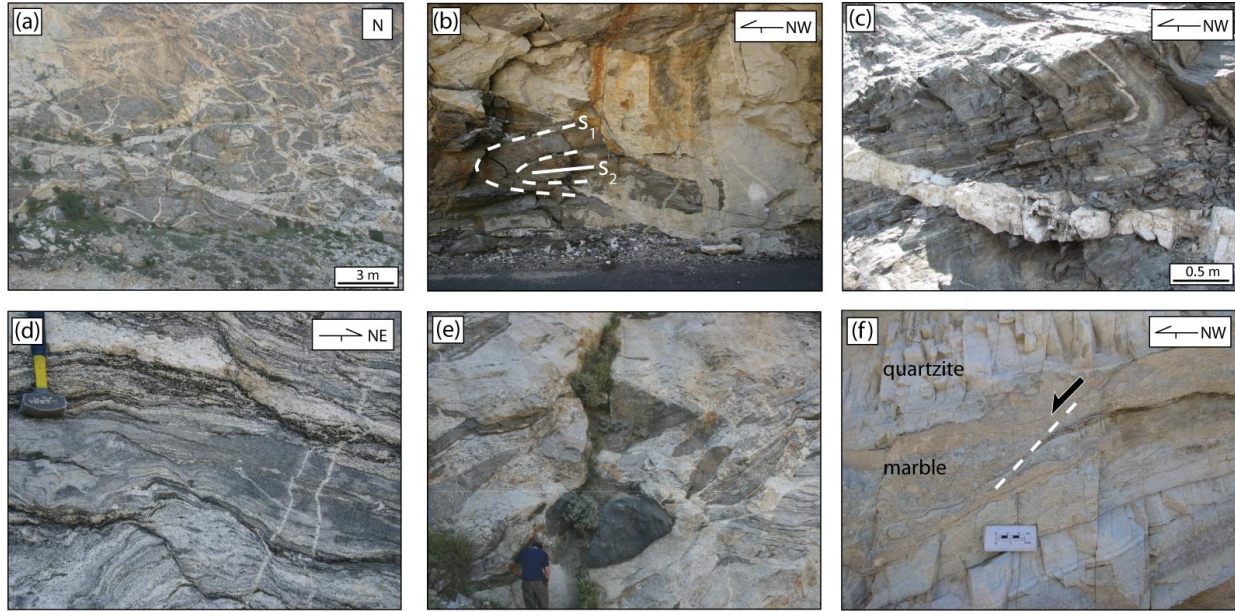 (a)
N
3 m
(b)
NW
S1
S2
(c)
NW
0.5 m
(d)
NE
(e)
(f)
NW
quartzite
marble